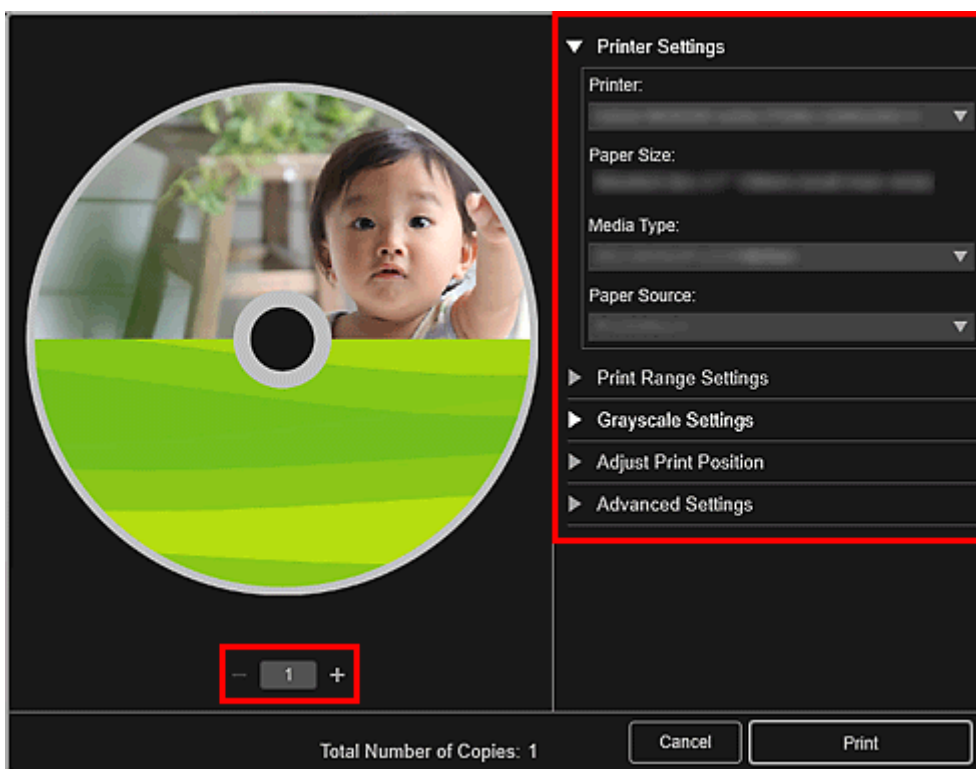 Printer Settings
Printer:
Paper Size:
Media Type:
Paper Source:
Print Range Settings
Grayscale Settings
Adjust Print Position
Advanced Settings
1
Total Number of Copies: 1
Cancel
Print